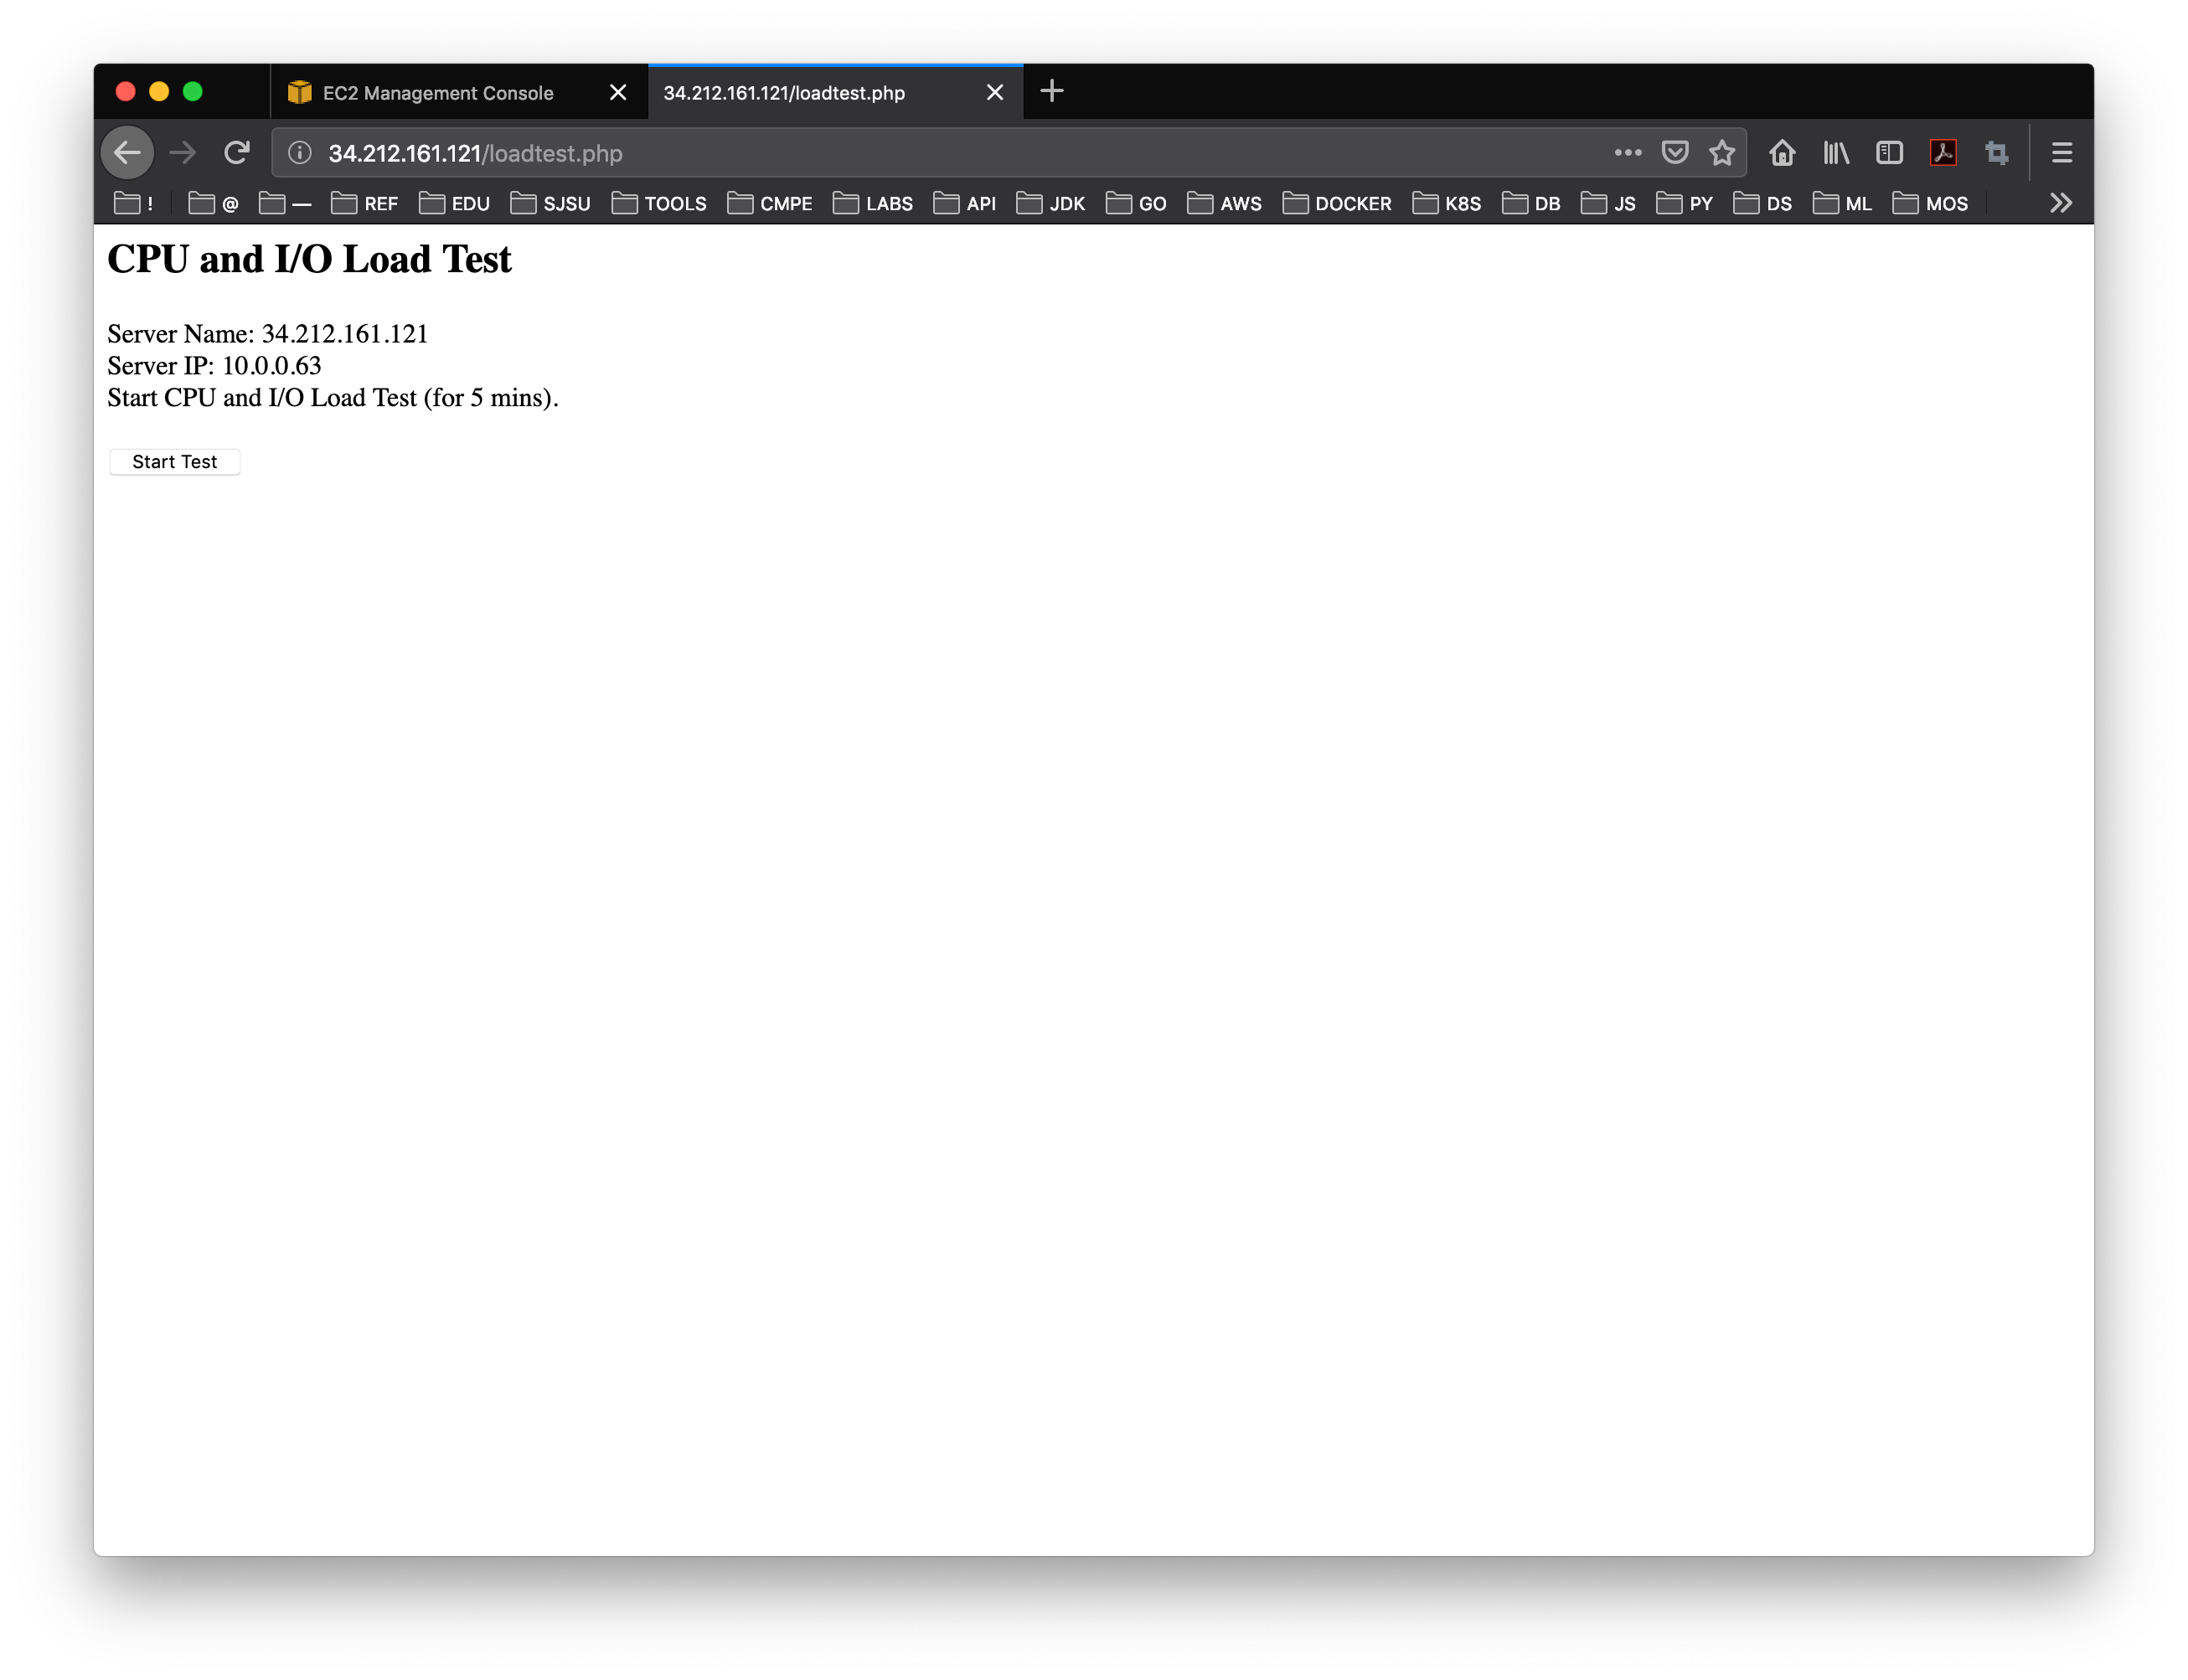 EC2 Management Console
34.212.161.121/loadtest.php
34.212.161.121/loadtest.php
! @ — REF EDU SJSU TOOLS CMPE LABS API JDK GO AWS DOCKER K8S DB JS PY DS ML MOS
CPU and I/O Load Test
Server Name: 34.212.161.121
Server IP: 10.0.0.63
Start CPU and I/O Load Test (for 5 mins).
Start Test